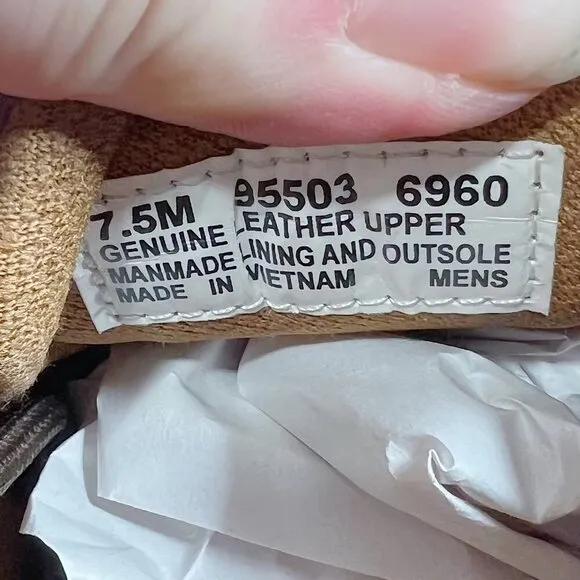 7.5M 95503 6960
GENUINE LEATHER UPPER
MANMADE LINING AND OUTSOLE
MADE IN VIETNAM MENS